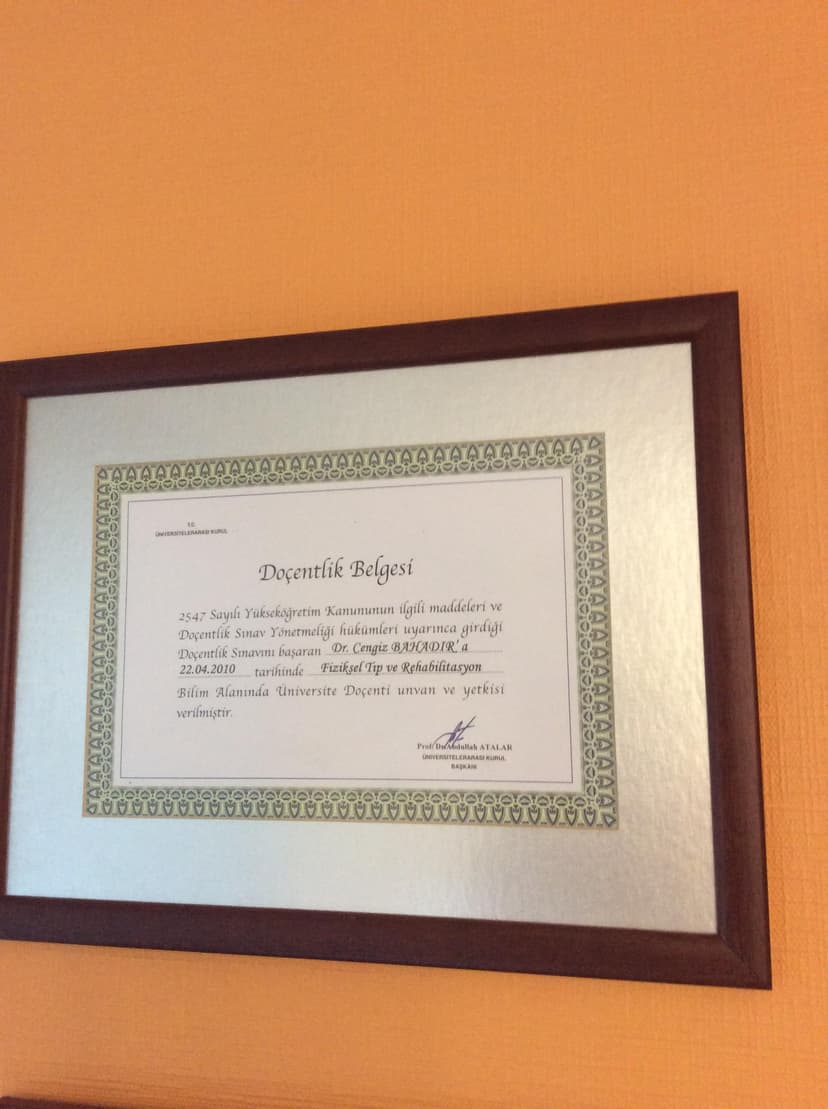 T.C.
ÜNİVERSİTELERARASI KURUL
Doçentlik Belgesi
2547 Sayılı Yükseköğretim Kanununun ilgili maddeleri ve
Doçentlik Sınav Yönetmeliği hükümleri uyarınca girdiği
Doçentlik Sınavını başaran Dr. Cengiz BAHADIR'a
22.04.2010 tarihinde Fiziksel Tıp ve Rehabilitasyon
Bilim Alanında Üniversite Doçenti unvan ve yetkisi
verilmiştir.
Prof. Dr. Abdullah ATALAR
ÜNİVERSİTELERARASI KURUL
BAŞKANI